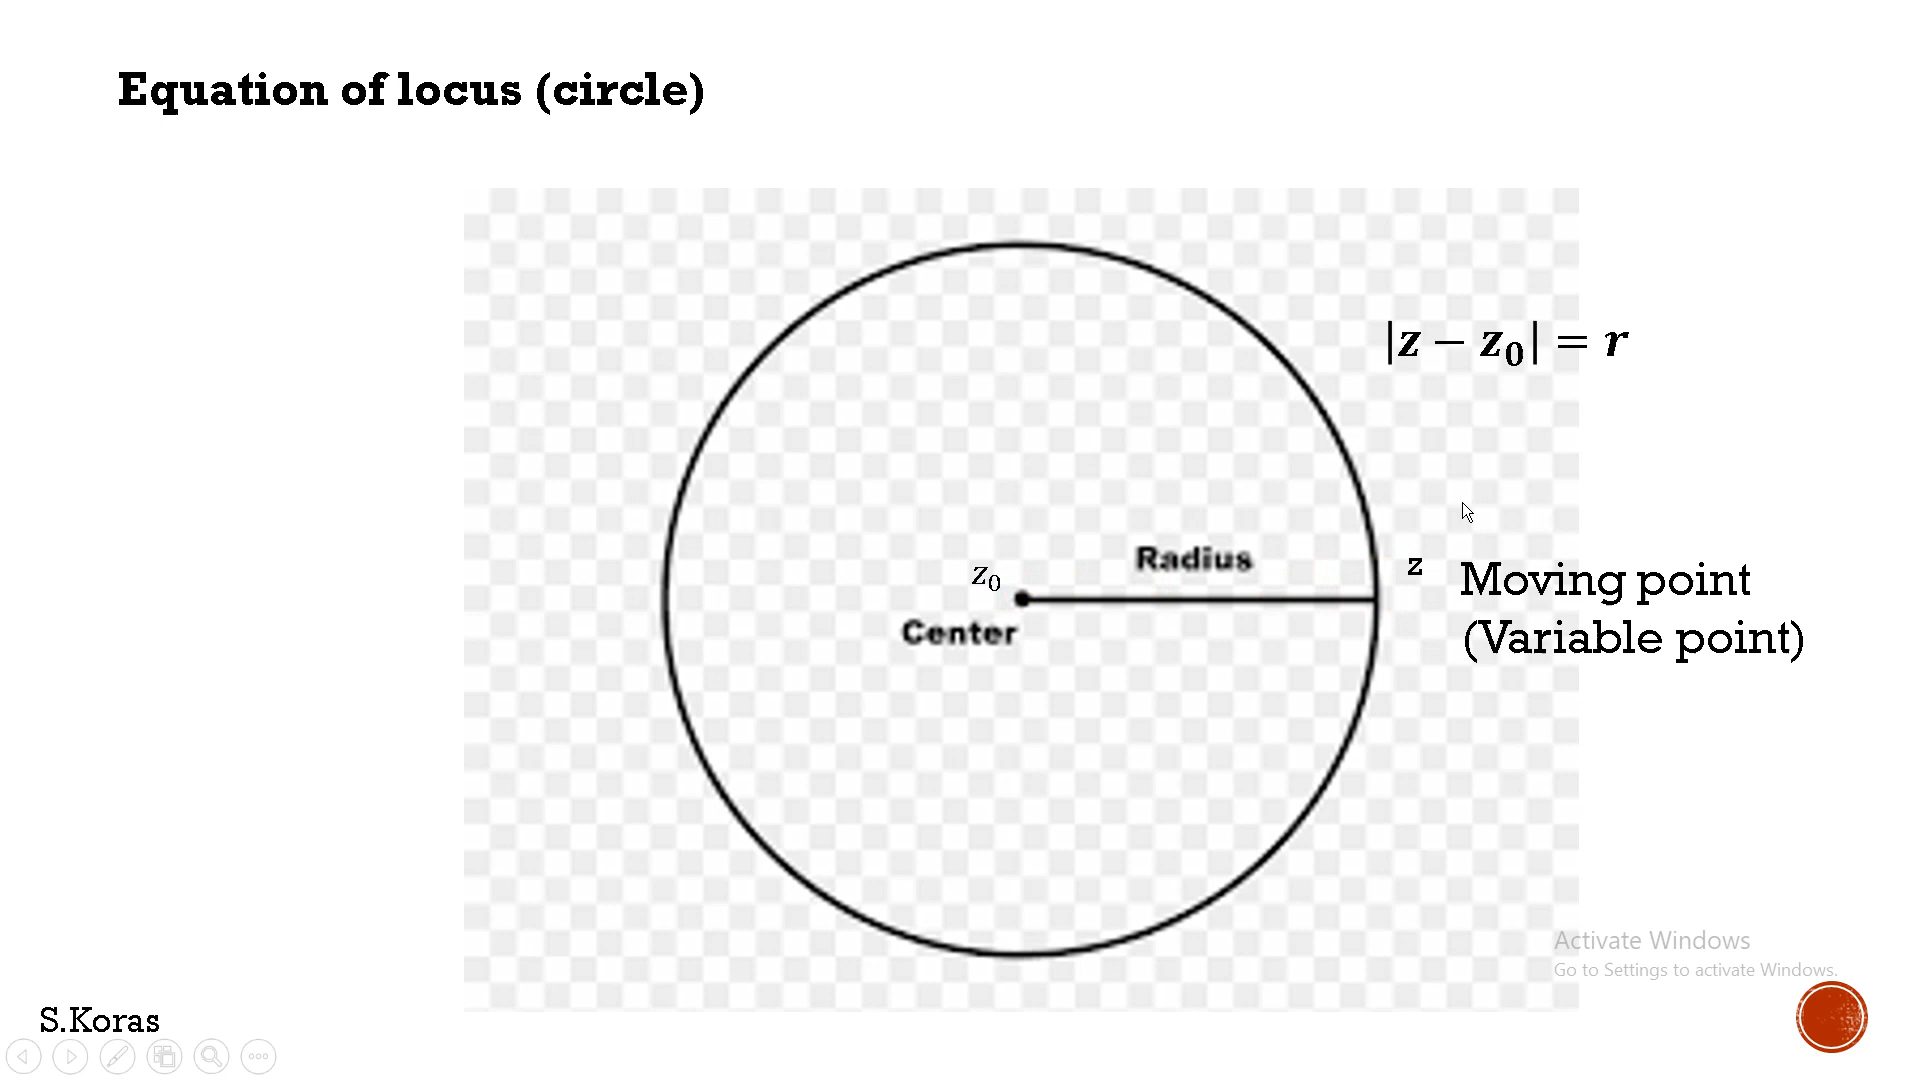 Equation of locus (circle)
|z − z₀| = r
Radius
z₀
z
Moving point
(Variable point)
Center
Activate Windows
Go to Settings to activate Windows.
S.Koras